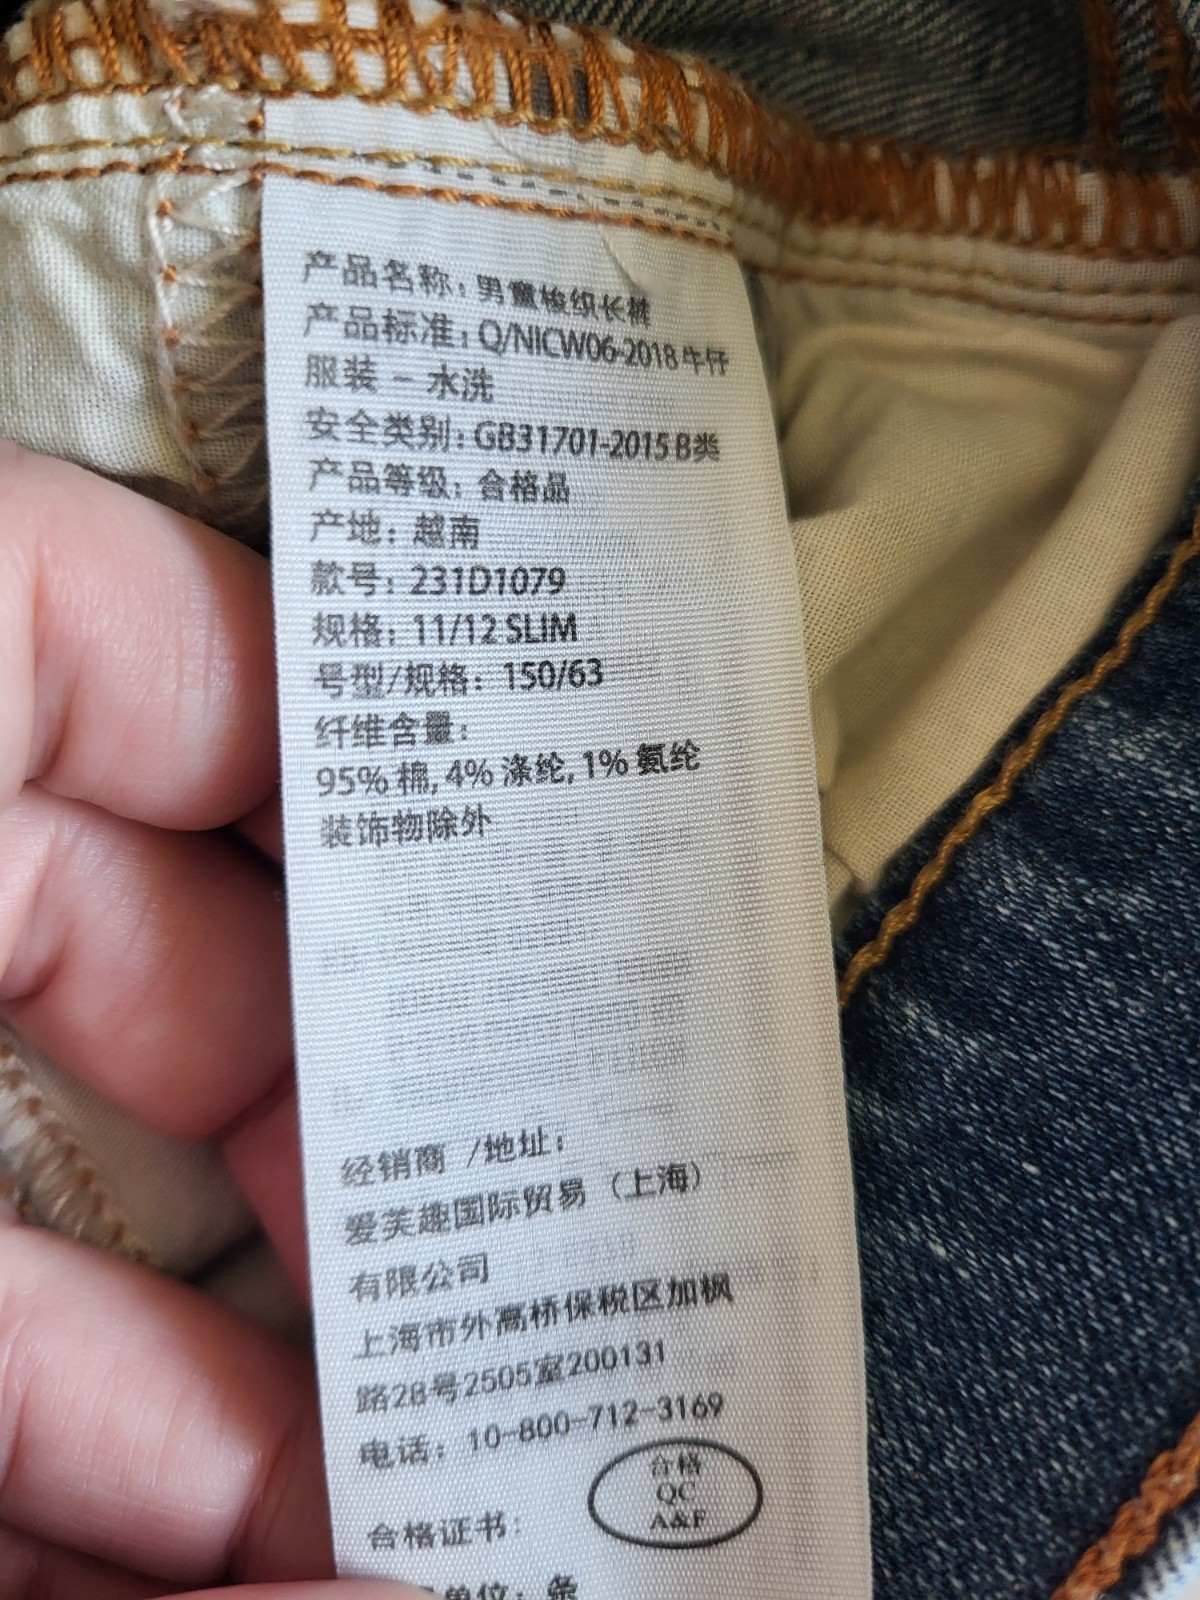 产品名称：男童梭织长裤
产品标准：Q/NICW06-2018 牛仔
服装 – 水洗
安全类别：GB31701-2015 B类
产品等级：合格品
产地：越南
款号：231D1079
规格：11/12 SLIM
号型/规格：150/63
纤维含量：
95% 棉, 4% 涤纶, 1% 氨纶
装饰物除外
经销商 /地址：
爱芙趣国际贸易（上海）
有限公司
上海市外高桥保税区加枫
路28号2505室200131
电话：10-800-712-3169
合格证书：
合格
QC
A&F
单位：条